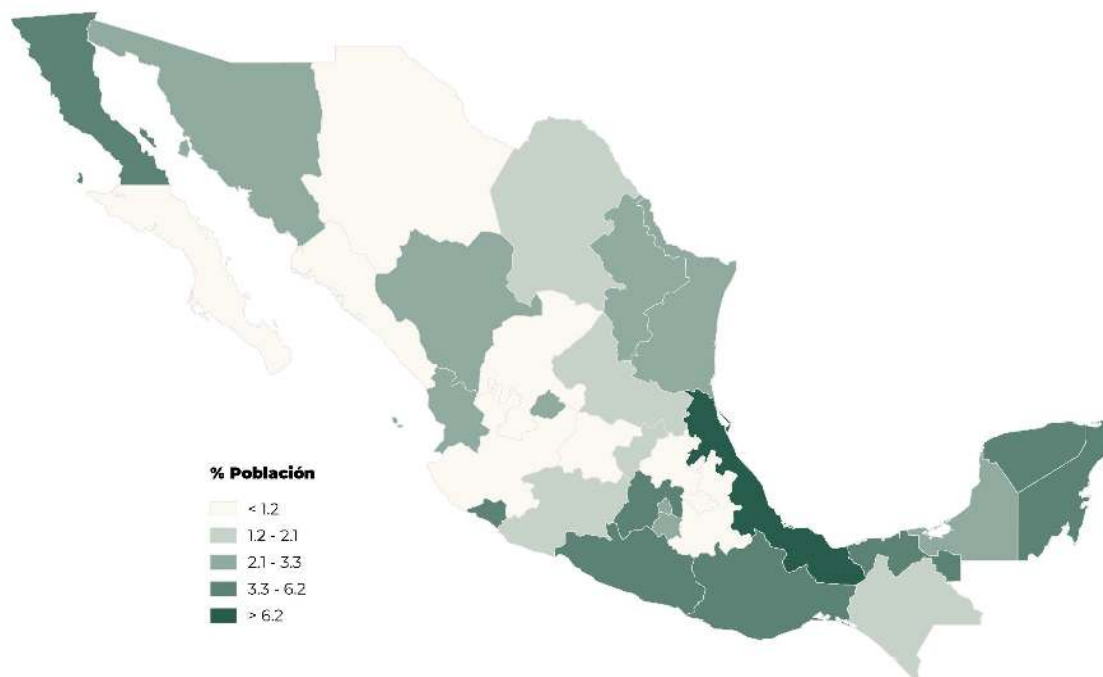 % Población
< 1.2
1.2 - 2.1
2.1 - 3.3
3.3 - 6.2
> 6.2